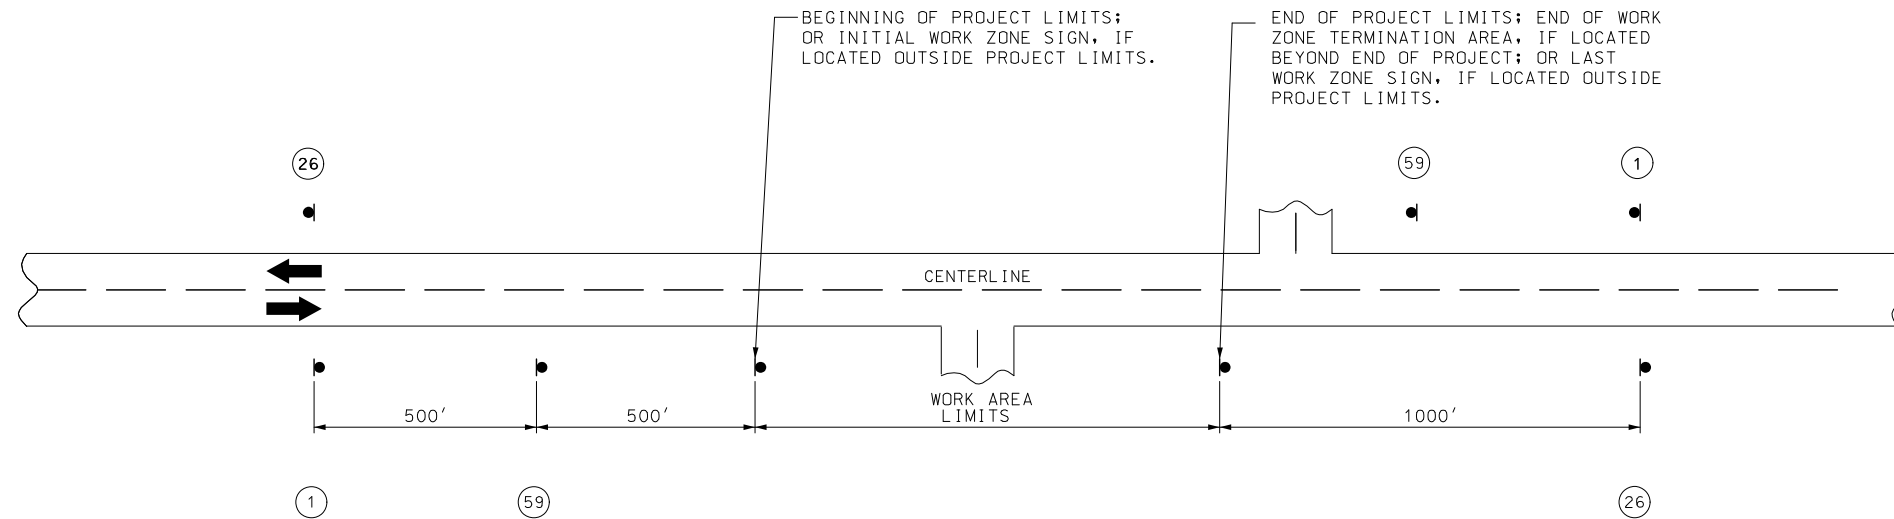 BEGINNING OF PROJECT LIMITS;
OR INITIAL WORK ZONE SIGN, IF
LOCATED OUTSIDE PROJECT LIMITS.
END OF PROJECT LIMITS; END OF WORK
ZONE TERMINATION AREA, IF LOCATED
BEYOND END OF PROJECT; OR LAST
WORK ZONE SIGN, IF LOCATED OUTSIDE
PROJECT LIMITS.
26
59
1
CENTERLINE
WORK AREA
LIMITS
500'
500'
1000'
1
59
26